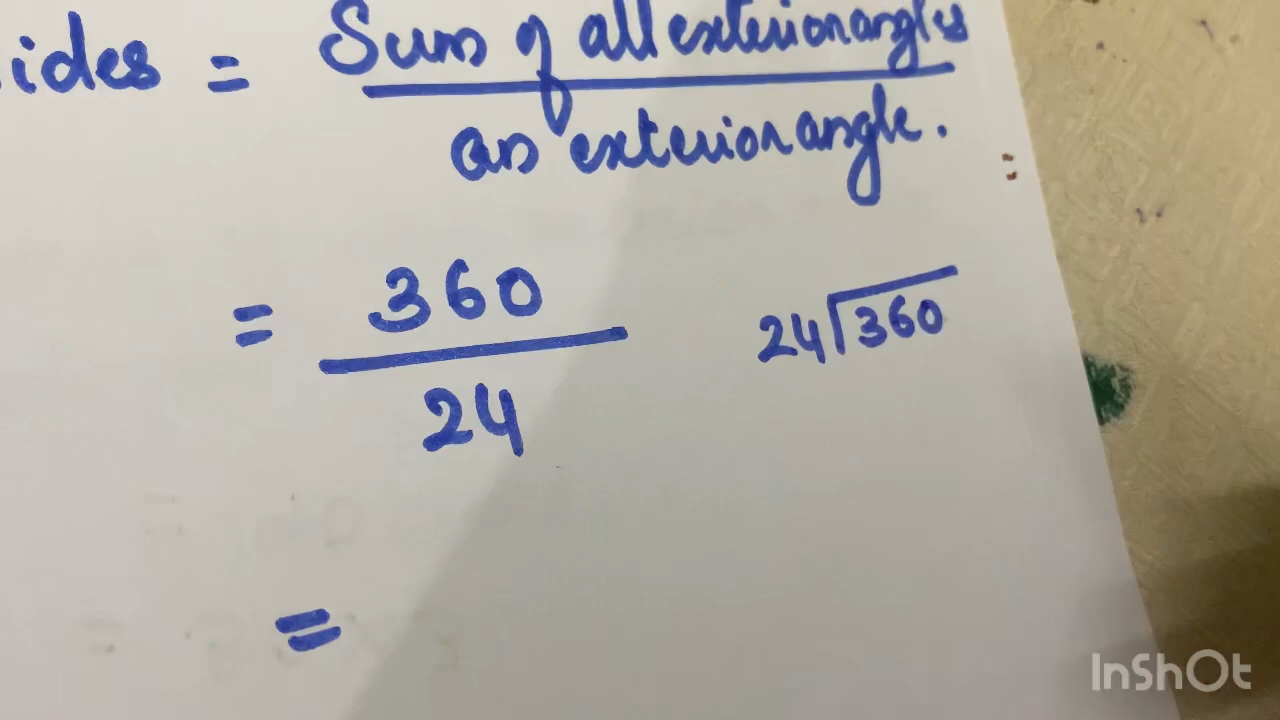 ides = Sum of all exterior angles
an exterior angle.
= 360
24
24 360
=
InShOt